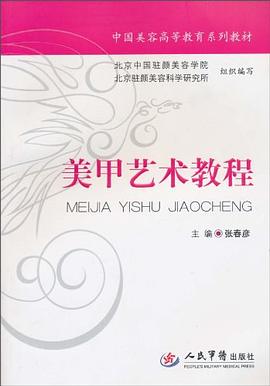 中国美容高等教育系列教材
北京中国驻颜美容学院
北京驻颜美容科学研究所
组织编写
美甲艺术教程
MEIJIA YISHU JIAOCHENG
主 编 张春彦
人民军医出版社
PEOPLE'S MILITARY MEDICAL PRESS